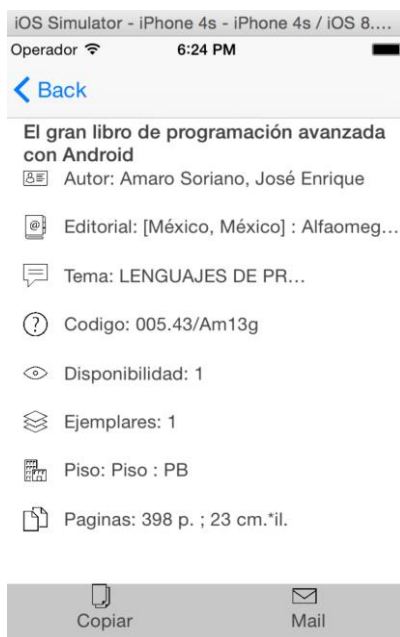 iOS Simulator - iPhone 4s - iPhone 4s / iOS 8....
Operador 6:24 PM
Back
El gran libro de programación avanzada
con Android
Autor: Amaro Soriano, José Enrique
Editorial: [México, México] : Alfaomeg...
Tema: LENGUAJES DE PR...
Codigo: 005.43/Am13g
Disponibilidad: 1
Ejemplares: 1
Piso: Piso : PB
Paginas: 398 p. ; 23 cm.*il.
Copiar Mail